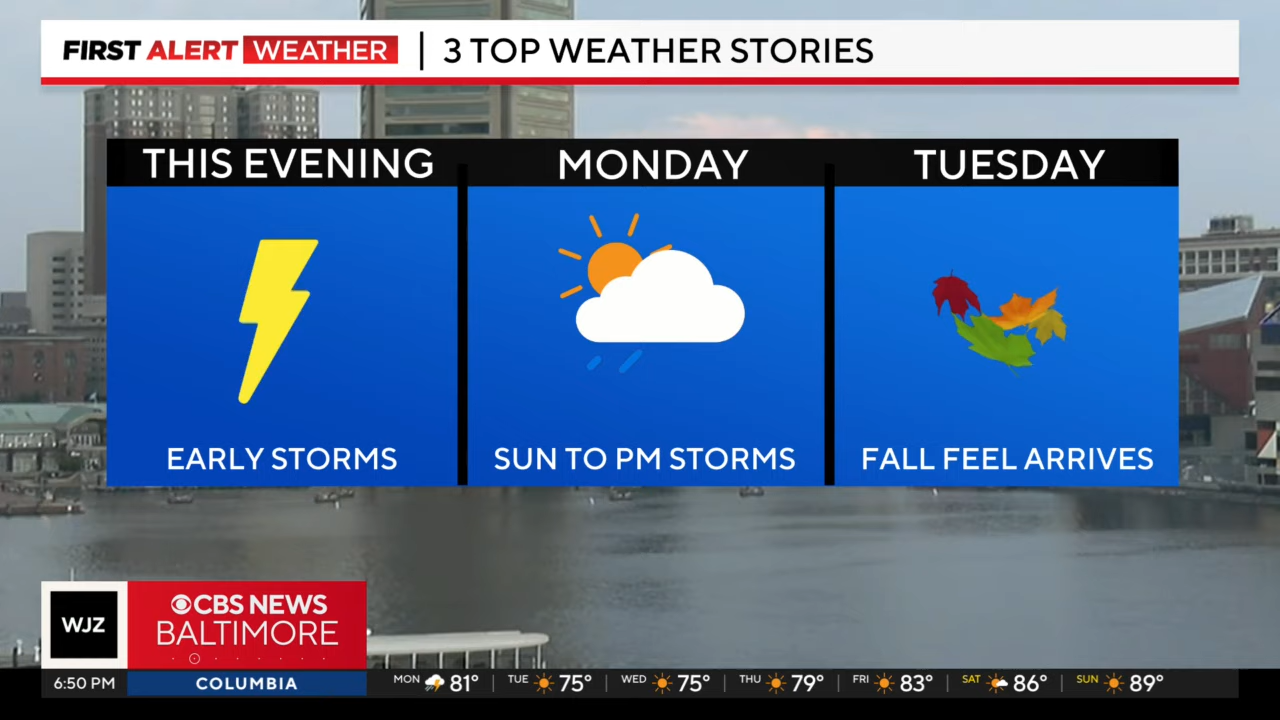 FIRST ALERT WEATHER | 3 TOP WEATHER STORIES
THIS EVENING
EARLY STORMS
MONDAY
SUN TO PM STORMS
TUESDAY
FALL FEEL ARRIVES
WJZ
CBS NEWS
BALTIMORE
6:50 PM COLUMBIA MON 81° | TUE 75° | WED 75° | THU 79° | FRI 83° | SAT 86° | SUN 89°